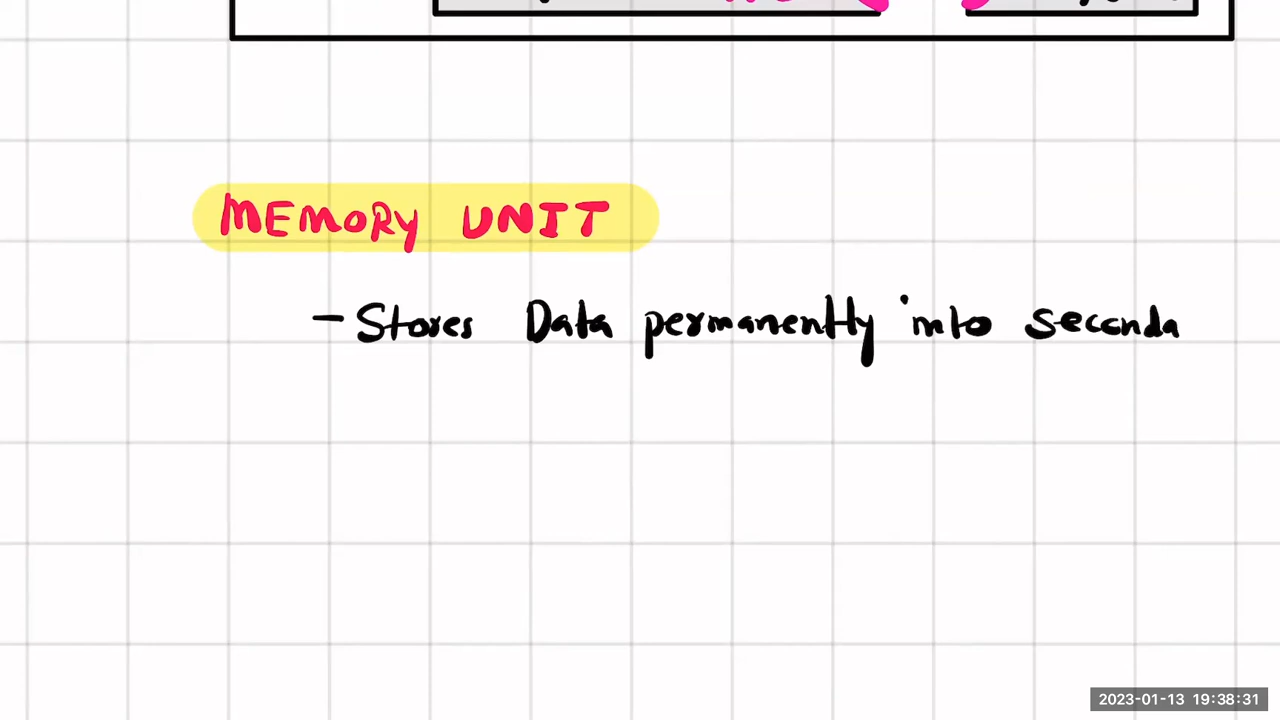 MEMORY UNIT
- Stores Data permanently into seconda
2023-01-13 19:38:31